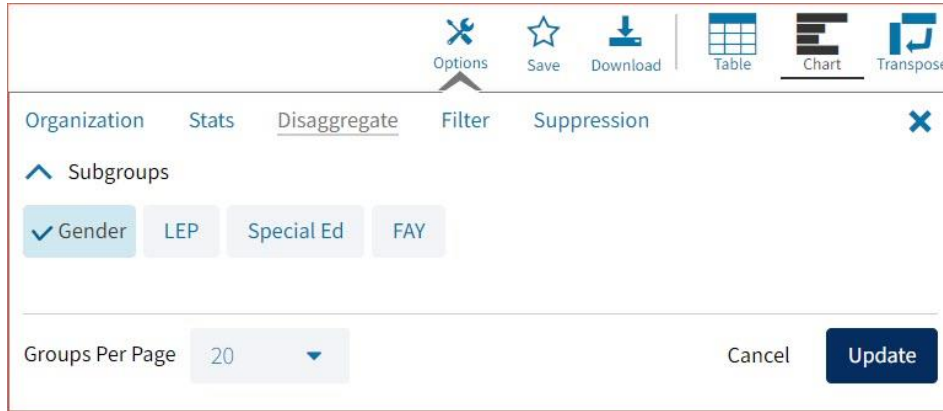 Options Save Download Table Chart Transpose
Organization Stats Disaggregate Filter Suppression
Subgroups
Gender LEP Special Ed FAY
Groups Per Page 20 Cancel Update